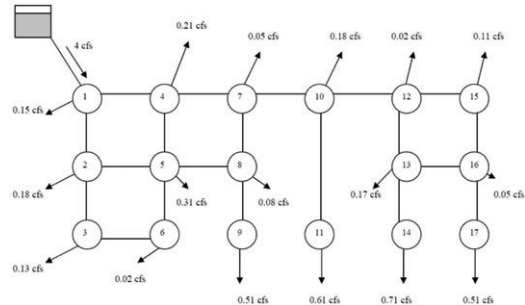 4 cfs
0.21 cfs
0.05 cfs
0.18 cfs
0.02 cfs
0.11 cfs
0.15 cfs
1
4
7
10
12
15
0.18 cfs
2
5
8
13
16
0.31 cfs
0.08 cfs
0.17 cfs
0.05 cfs
3
6
9
11
14
17
0.13 cfs
0.02 cfs
0.51 cfs
0.61 cfs
0.71 cfs
0.51 cfs